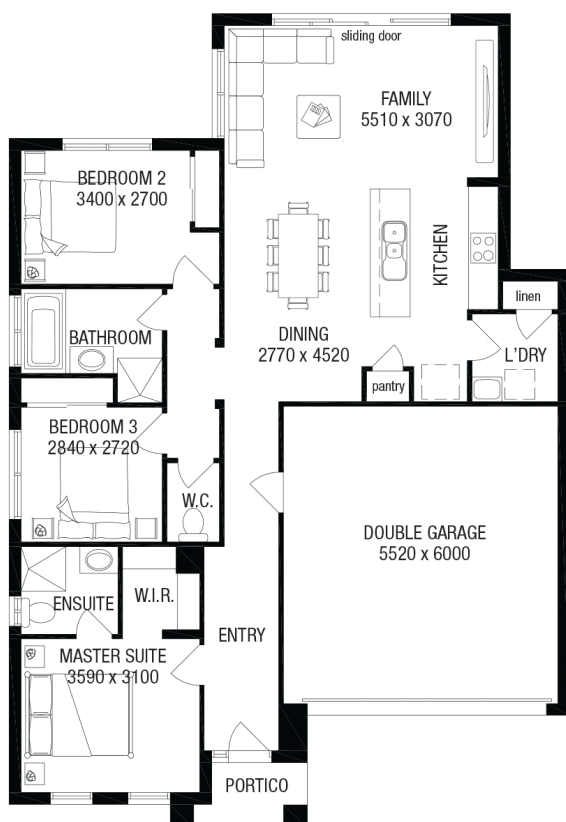 sliding door
FAMILY
5510 x 3070
BEDROOM 2
3400 x 2700
KITCHEN
linen
BATHROOM
DINING
2770 x 4520
L'DRY
pantry
BEDROOM 3
2840 x 2720
W.C.
DOUBLE GARAGE
5520 x 6000
ENSUITE
W.I.R.
ENTRY
MASTER SUITE
3590 x 3100
PORTICO